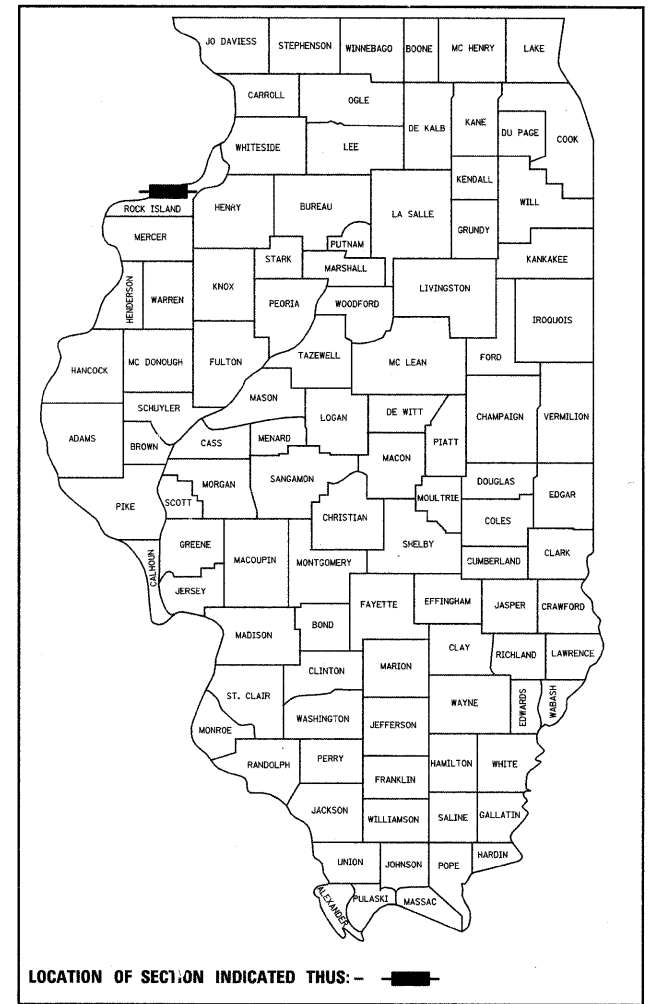 JO DAVIESS
STEPHENSON
WINNEBAGO
BOONE
MC HENRY
LAKE
CARROLL
OGLE
DE KALB
KANE
DU PAGE
COOK
WHITESIDE
LEE
KENDALL
ROCK ISLAND
HENRY
BUREAU
LA SALLE
GRUNDY
WILL
MERCER
PUTNAM
STARK
MARSHALL
KANKAKEE
HENDERSON
WARREN
KNOX
PEORIA
WOODFORD
LIVINGSTON
IROQUOIS
HANCOCK
MC DONOUGH
FULTON
TAZEWELL
MC LEAN
FORD
SCHUYLER
MASON
LOGAN
DE WITT
CHAMPAIGN
VERMILION
ADAMS
BROWN
CASS
MENARD
MACON
PIATT
PIKE
SCOTT
MORGAN
SANGAMON
CHRISTIAN
MOULTRIE
DOUGLAS
EDGAR
COLES
CALHOUN
GREENE
MACOUPIN
MONTGOMERY
SHELBY
CUMBERLAND
CLARK
JERSEY
FAYETTE
EFFINGHAM
JASPER
CRAWFORD
MADISON
BOND
CLAY
RICHLAND
LAWRENCE
CLINTON
MARION
ST. CLAIR
WASHINGTON
JEFFERSON
WAYNE
EDWARDS
WABASH
MONROE
RANDOLPH
PERRY
FRANKLIN
HAMILTON
WHITE
JACKSON
WILLIAMSON
SALINE
GALLATIN
UNION
JOHNSON
POPE
HARDIN
ALEXANDER
PULASKI
MASSAC
LOCATION OF SECTION INDICATED THUS: –